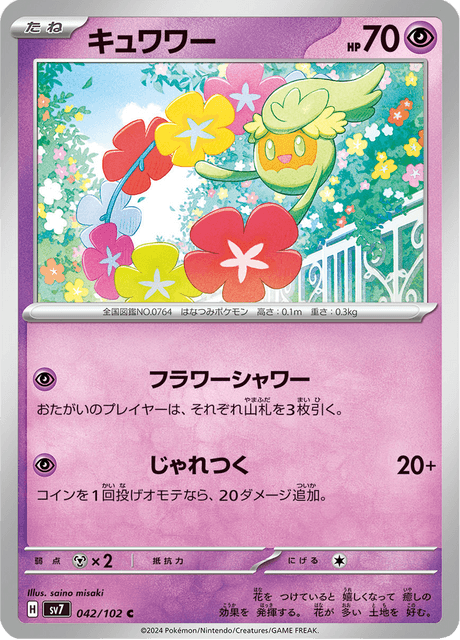 たね
キュワワー
HP70
全国図鑑NO.0764 はなつみポケモン 高さ:0.1m 重さ:0.3kg
フラワーシャワー
おたがいのプレイヤーは、それぞれ山札を3枚引く。
じゃれつく 20+
コインを1回投げオモテなら、20ダメージ追加。
弱点 ×2 抵抗力 にげる
Illus. saino misaki
H sv7 042/102 C
花をつけていると嬉しくなって癒しの
効果を発揮する。花が多い土地を好む。
©2024 Pokémon/Nintendo/Creatures/GAME FREAK.